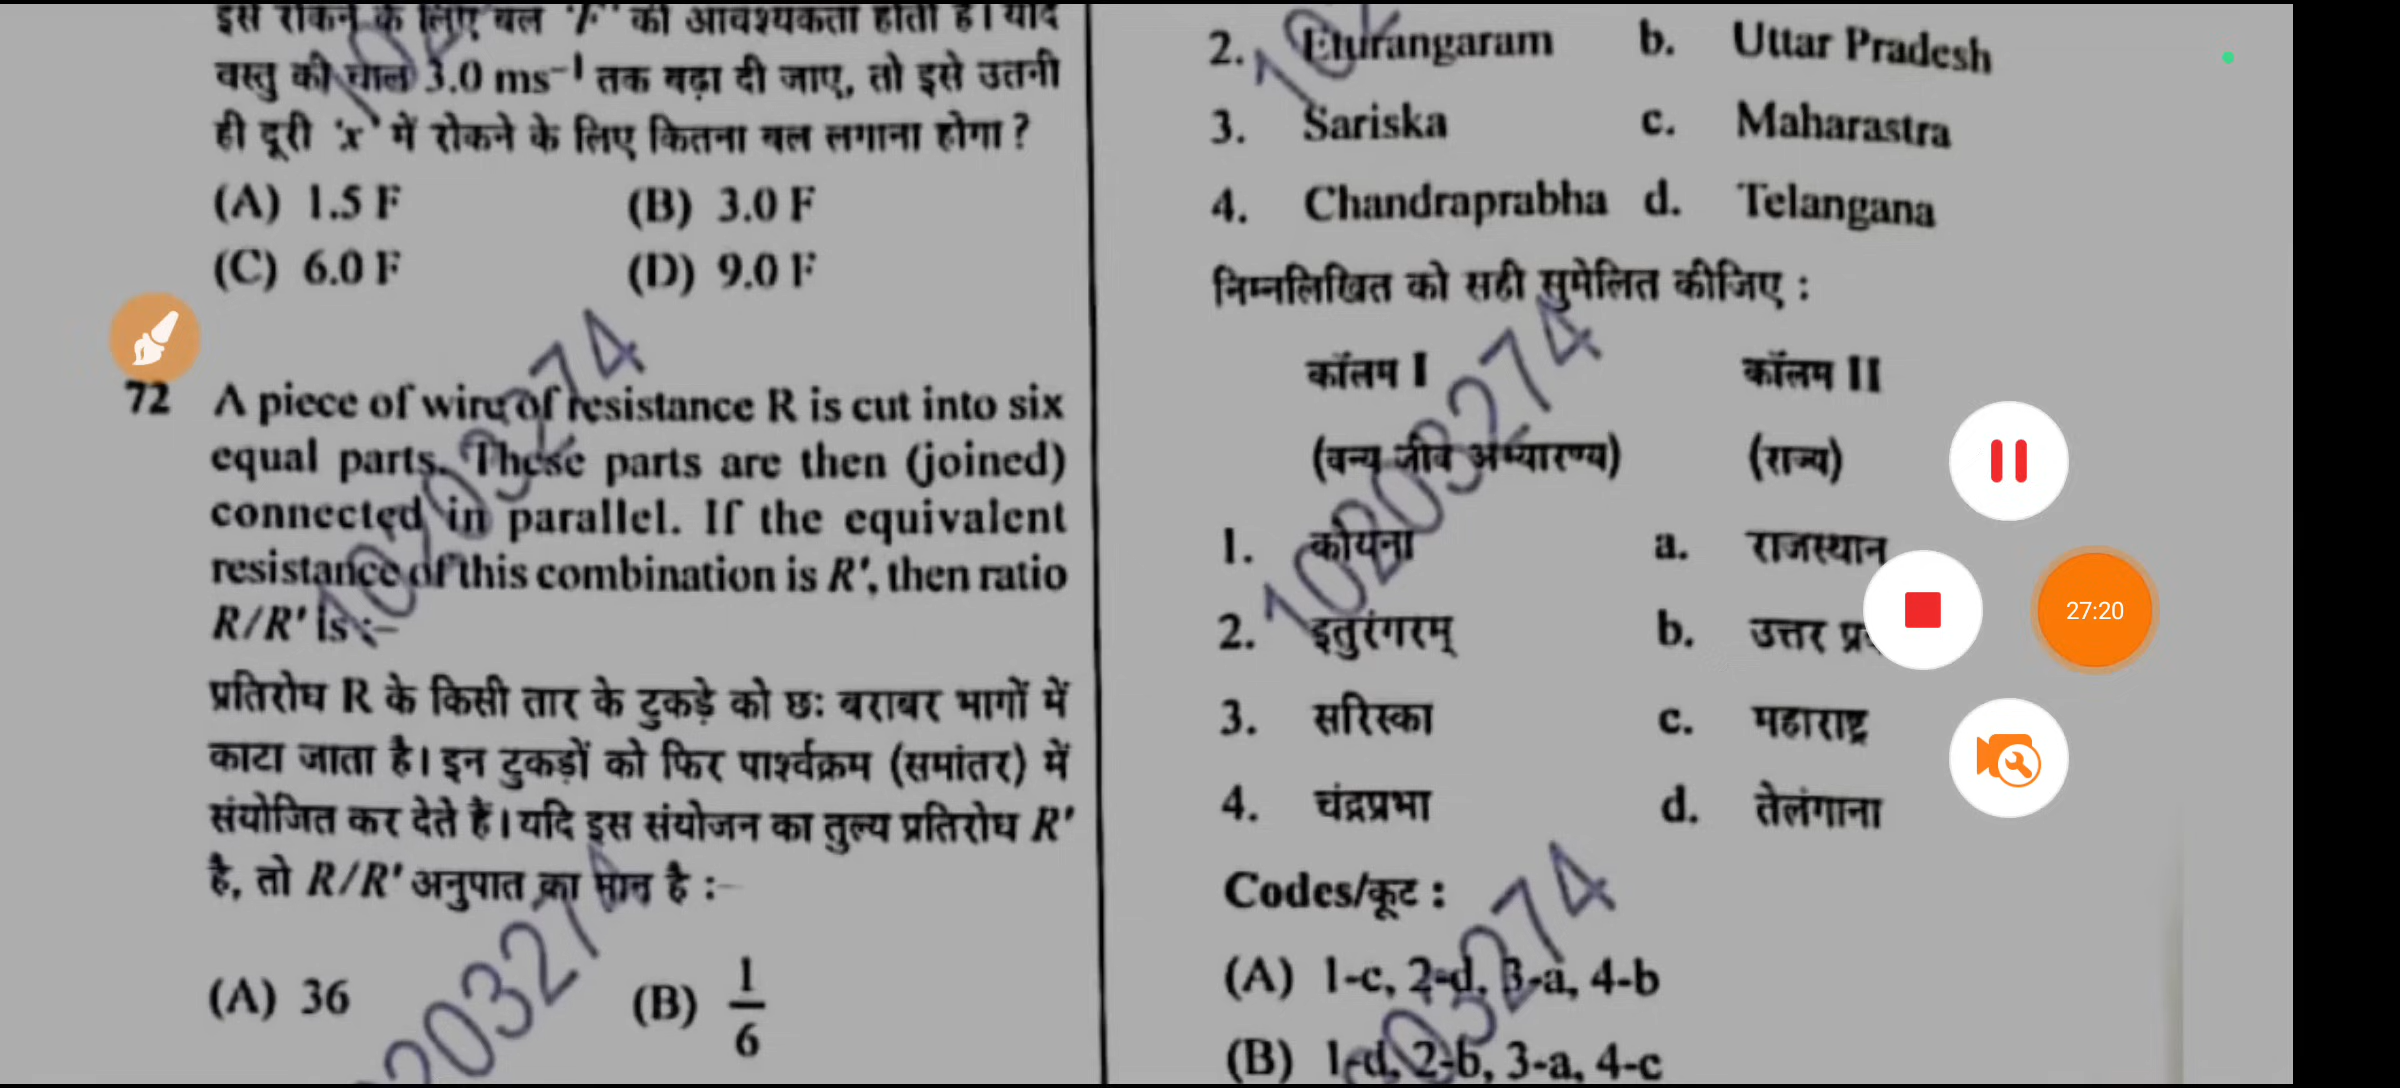 इसे रोकने के लिए बल 'F' की आवश्यकता होती है। यदि
वस्तु की चाल 3.0 ms⁻¹ तक बढ़ा दी जाए, तो इसे उतनी
ही दूरी 'x' में रोकने के लिए कितना बल लगाना होगा ?
(A) 1.5 F (B) 3.0 F
(C) 6.0 F (D) 9.0 F
72 A piece of wire of resistance R is cut into six
equal parts. These parts are then (joined)
connected in parallel. If the equivalent
resistance of this combination is R′, then ratio
R/R′ is :–
प्रतिरोध R के किसी तार के टुकड़े को छः बराबर भागों में
काटा जाता है। इन टुकड़ों को फिर पार्श्वक्रम (समांतर) में
संयोजित कर देते हैं। यदि इस संयोजन का तुल्य प्रतिरोध R′
है, तो R/R′ अनुपात का मान है :–
(A) 36 (B) 1/6
2. Eturangaram b. Uttar Pradesh
3. Sariska c. Maharastra
4. Chandraprabha d. Telangana
निम्नलिखित को सही सुमेलित कीजिए :
कॉलम I कॉलम II
(वन्य जीव अभ्यारण्य) (राज्य)
1. कोयना a. राजस्थान
2. इतुरंगरम् b. उत्तर
3. सरिस्का c. महाराष्ट्र
4. चंद्रप्रभा d. तेलंगाना
Codes/कूट :
(A) 1-c, 2-d, 3-a, 4-b
(B) 1-d, 2-b, 3-a, 4-c
10203274
10203274
27:20